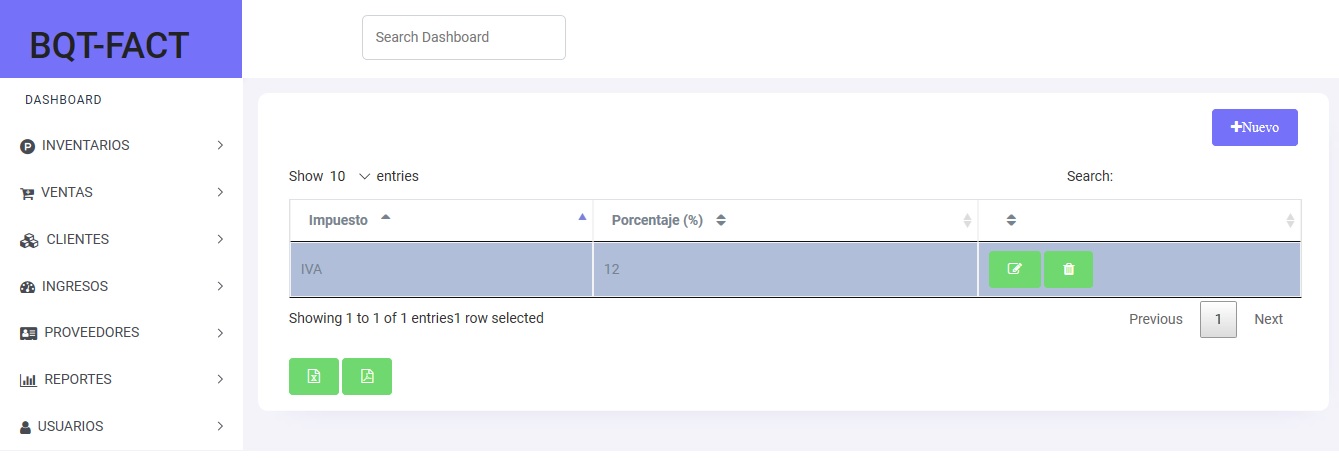 BQT-FACT
Search Dashboard
DASHBOARD
INVENTARIOS
VENTAS
CLIENTES
INGRESOS
PROVEEDORES
REPORTES
USUARIOS
Nuevo
Show 10 entries
Search:
Impuesto Porcentaje (%)
IVA 12
Showing 1 to 1 of 1 entries1 row selected
Previous 1 Next